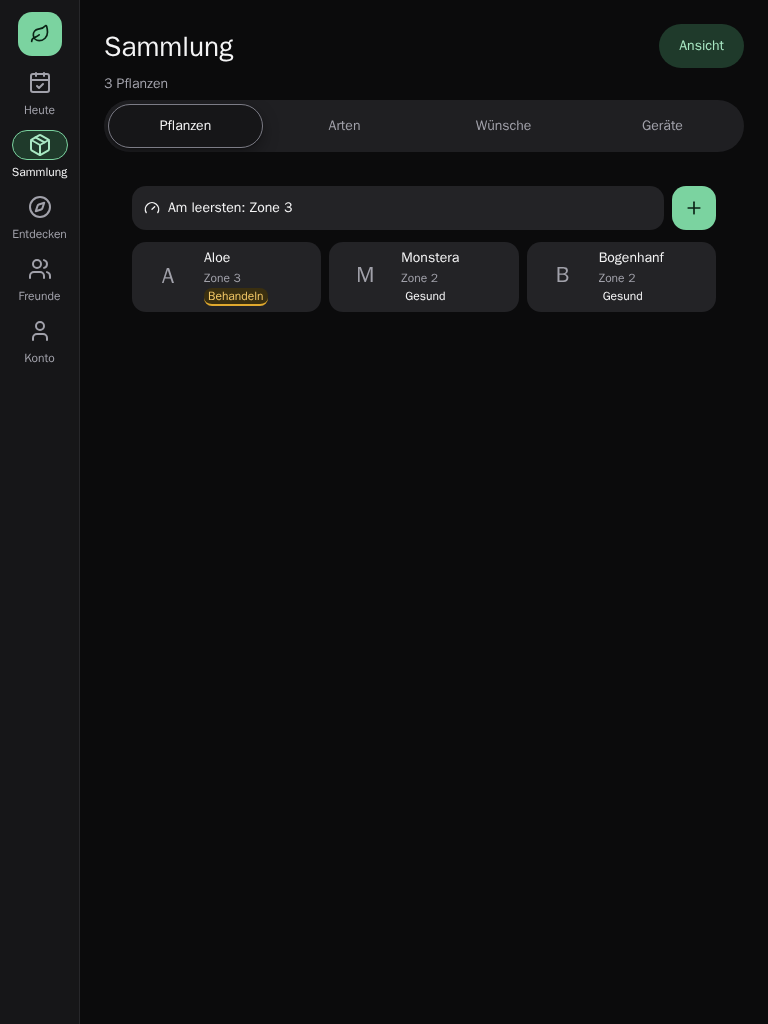 Sammlung
Ansicht
3 Pflanzen
Pflanzen
Arten
Wünsche
Geräte
Heute
Sammlung
Entdecken
Freunde
Konto
Am leersten: Zone 3
A
Aloe
Zone 3
Behandeln
M
Monstera
Zone 2
Gesund
B
Bogenhanf
Zone 2
Gesund